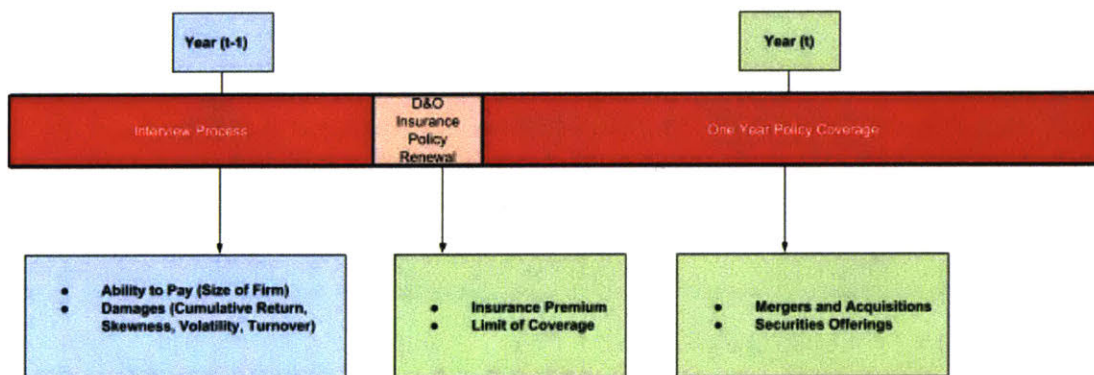 Year (t-1)
Year (t)
Interview Process
D&O
Insurance
Policy
Renewal
One Year Policy Coverage
• Ability to Pay (Size of Firm)
• Damages (Cumulative Return,
Skewness, Volatility, Turnover)
• Insurance Premium
• Limit of Coverage
• Mergers and Acquisitions
• Securities Offerings